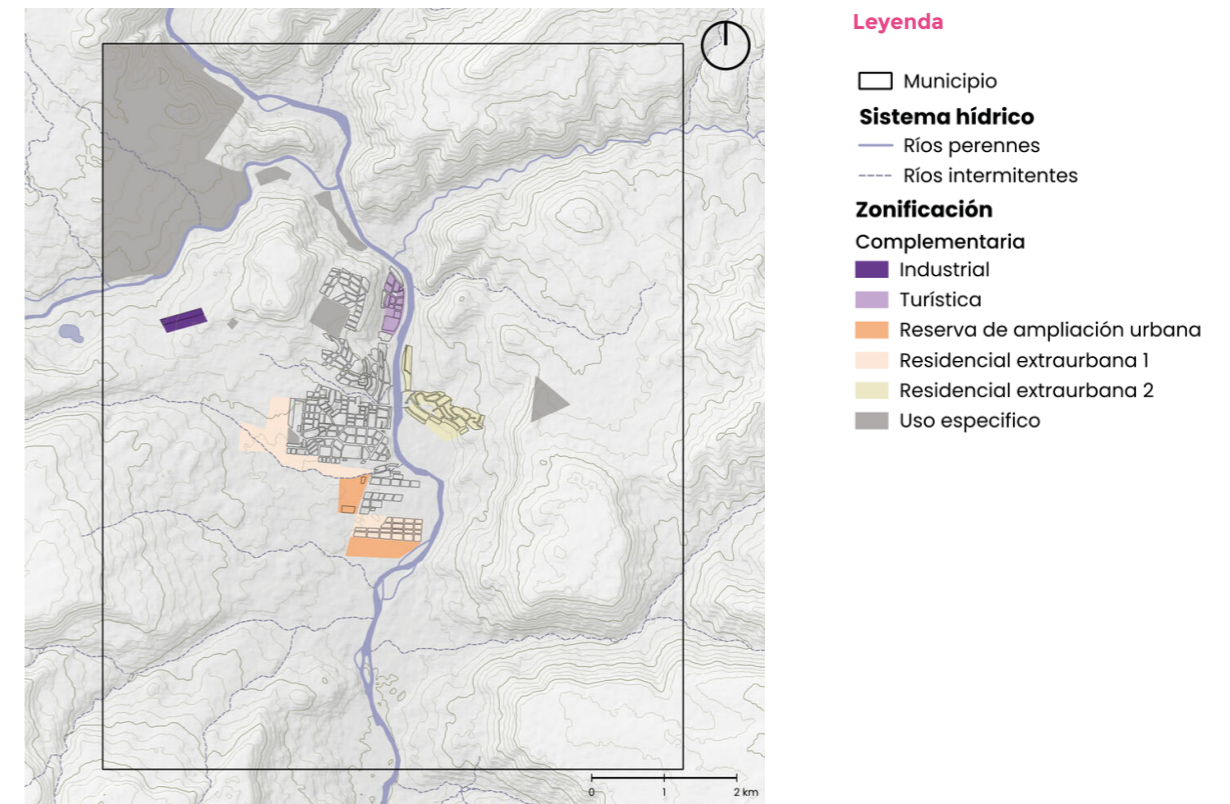 Leyenda
Municipio
Sistema hídrico
Ríos perennes
Ríos intermitentes
Zonificación
Complementaria
Industrial
Turística
Reserva de ampliación urbana
Residencial extraurbana 1
Residencial extraurbana 2
Uso especifico
0 1 2 km